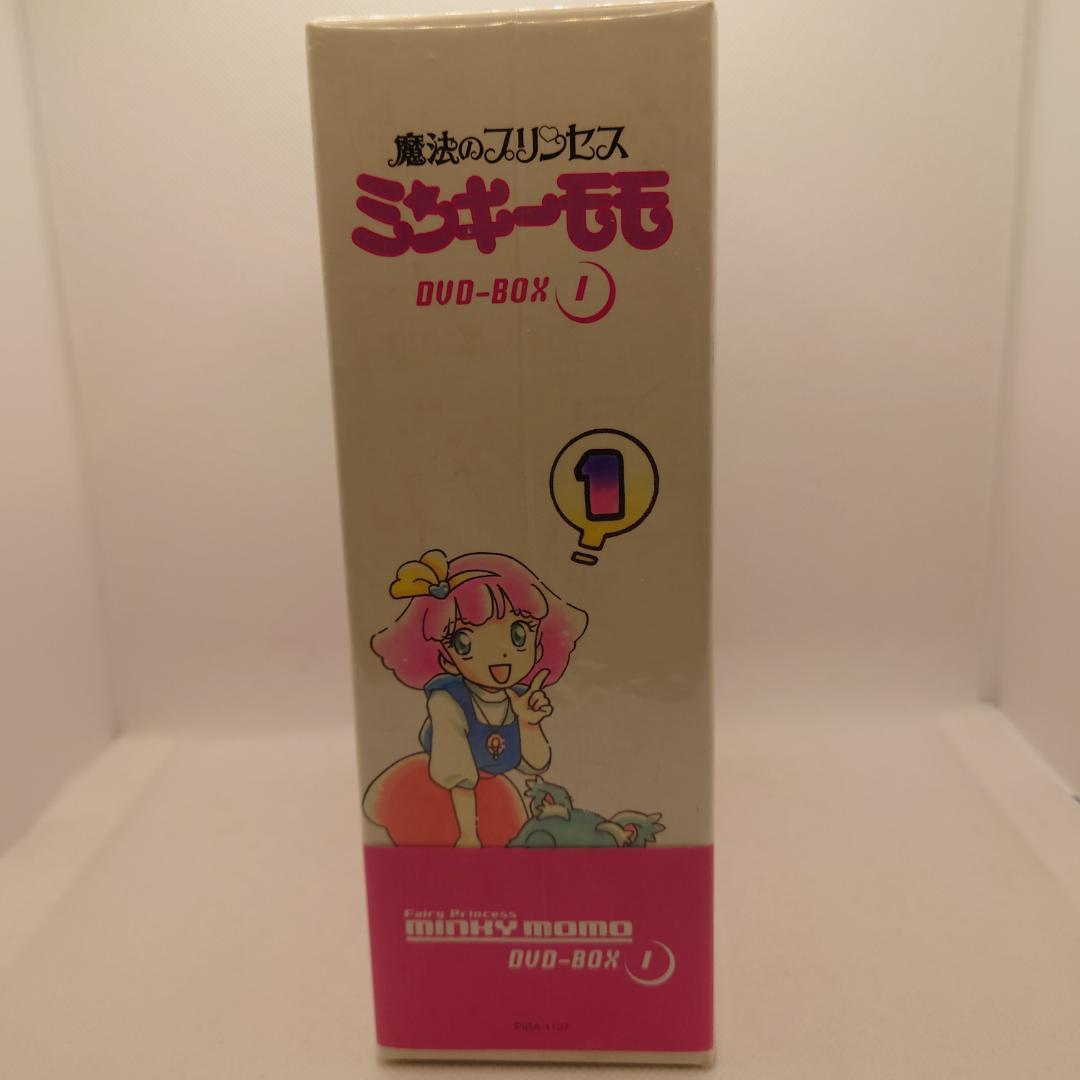 魔法のプリンセス
ミンキーモモ
DVD-BOX 1
1
Fairy Princess
minky momo
DVD-BOX 1
PIBA-1127